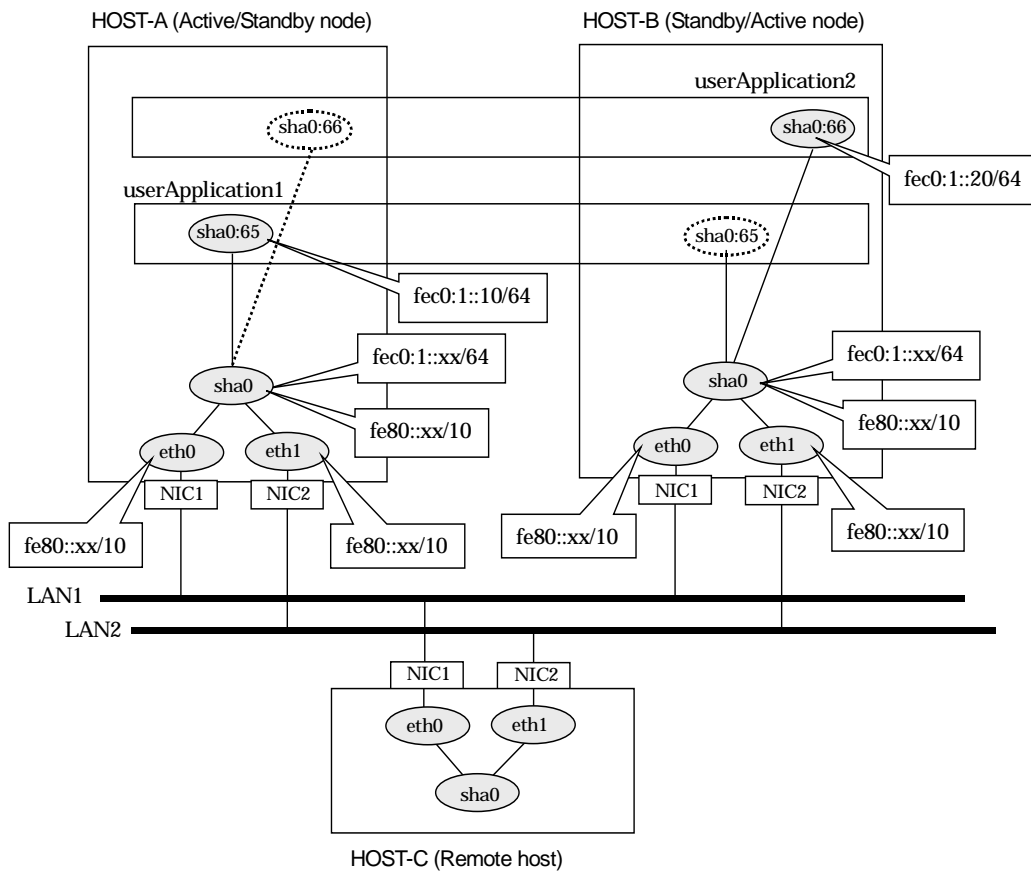 HOST-A (Active/Standby node)
HOST-B (Standby/Active node)
userApplication2
sha0:66
sha0:66
fec0:1::20/64
userApplication1
sha0:65
sha0:65
fec0:1::10/64
fec0:1::xx/64
fec0:1::xx/64
sha0
sha0
fe80::xx/10
fe80::xx/10
eth0
eth1
eth0
eth1
NIC1
NIC2
NIC1
NIC2
fe80::xx/10
fe80::xx/10
fe80::xx/10
fe80::xx/10
LAN1
LAN2
NIC1
NIC2
eth0
eth1
sha0
HOST-C (Remote host)